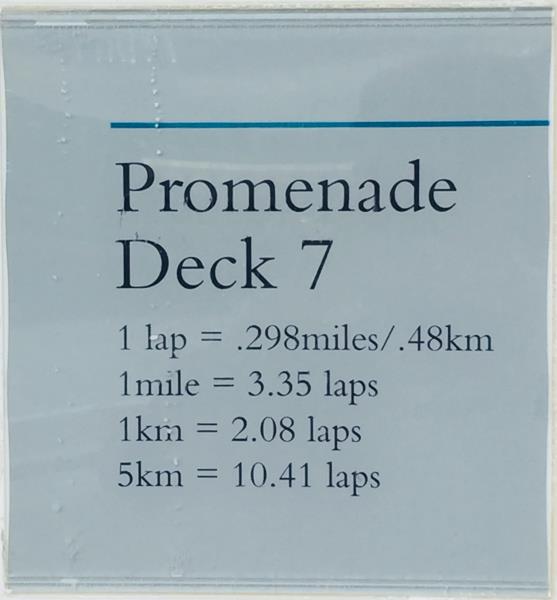 Promenade
Deck 7
1 lap = .298miles/.48km
1mile = 3.35 laps
1km = 2.08 laps
5km = 10.41 laps